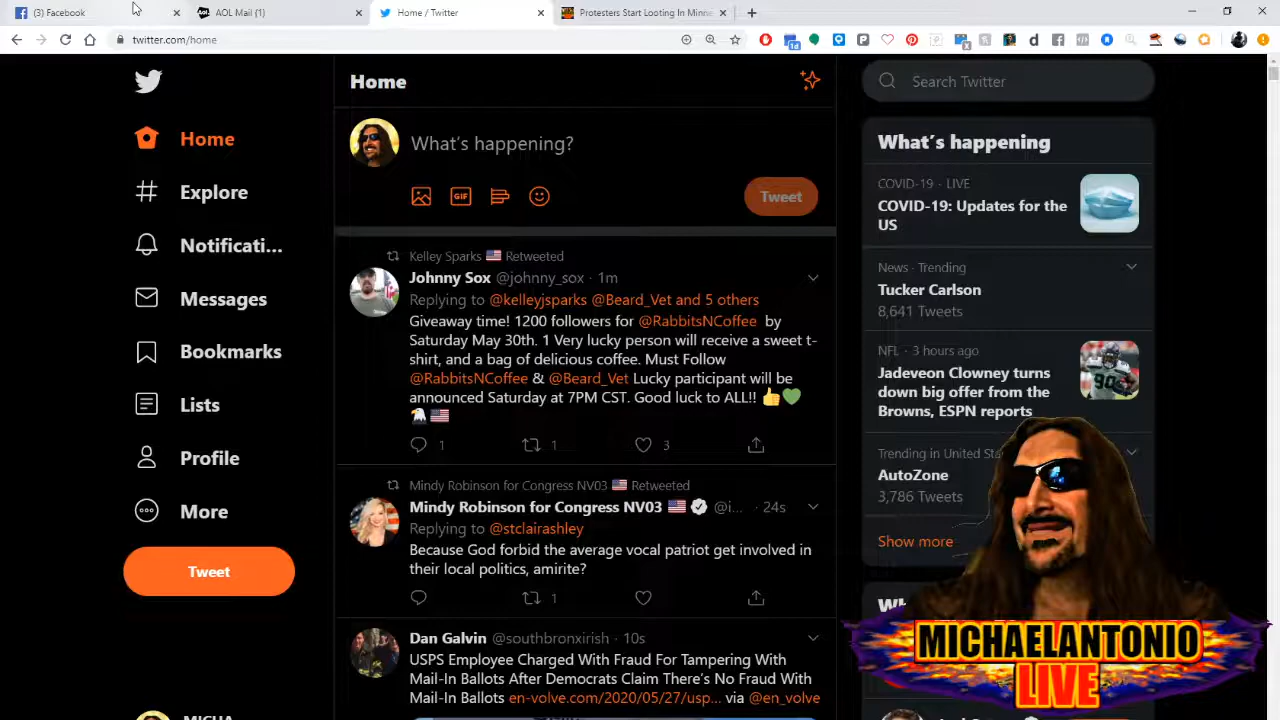 (3) Facebook
AOL Mail (1)
Home / Twitter
Protesters Start Looting In Minne
twitter.com/home
Home
Explore
Notificati...
Messages
Bookmarks
Lists
Profile
More
Tweet
Home
What's happening?
GIF
Tweet
Kelley Sparks 🇺🇸 Retweeted
Johnny Sox @johnny_sox · 1m
Replying to @kelleyjsparks @Beard_Vet and 5 others
Giveaway time! 1200 followers for @RabbitsNCoffee by
Saturday May 30th. 1 Very lucky person will receive a sweet t-
shirt, and a bag of delicious coffee. Must Follow
@RabbitsNCoffee & @Beard_Vet Lucky participant will be
announced Saturday at 7PM CST. Good luck to ALL!! 👍💚
🦅🇺🇸
1 1 3
Mindy Robinson for Congress NV03 🇺🇸 Retweeted
Mindy Robinson for Congress NV03 🇺🇸 @i... · 24s
Replying to @stclairashley
Because God forbid the average vocal patriot get involved in
their local politics, amirite?
1
Dan Galvin @southbronxirish · 10s
USPS Employee Charged With Fraud For Tampering With
Mail-In Ballots After Democrats Claim There's No Fraud With
Mail-In Ballots en-volve.com/2020/05/27/usp... via @en_volve
Search Twitter
What's happening
COVID-19 · LIVE
COVID-19: Updates for the
US
News · Trending
Tucker Carlson
8,641 Tweets
NFL · 3 hours ago
Jadeveon Clowney turns
down big offer from the
Browns, ESPN reports
Trending in United Sta
AutoZone
3,786 Tweets
Show more
MICHAELANTONIO
LIVE